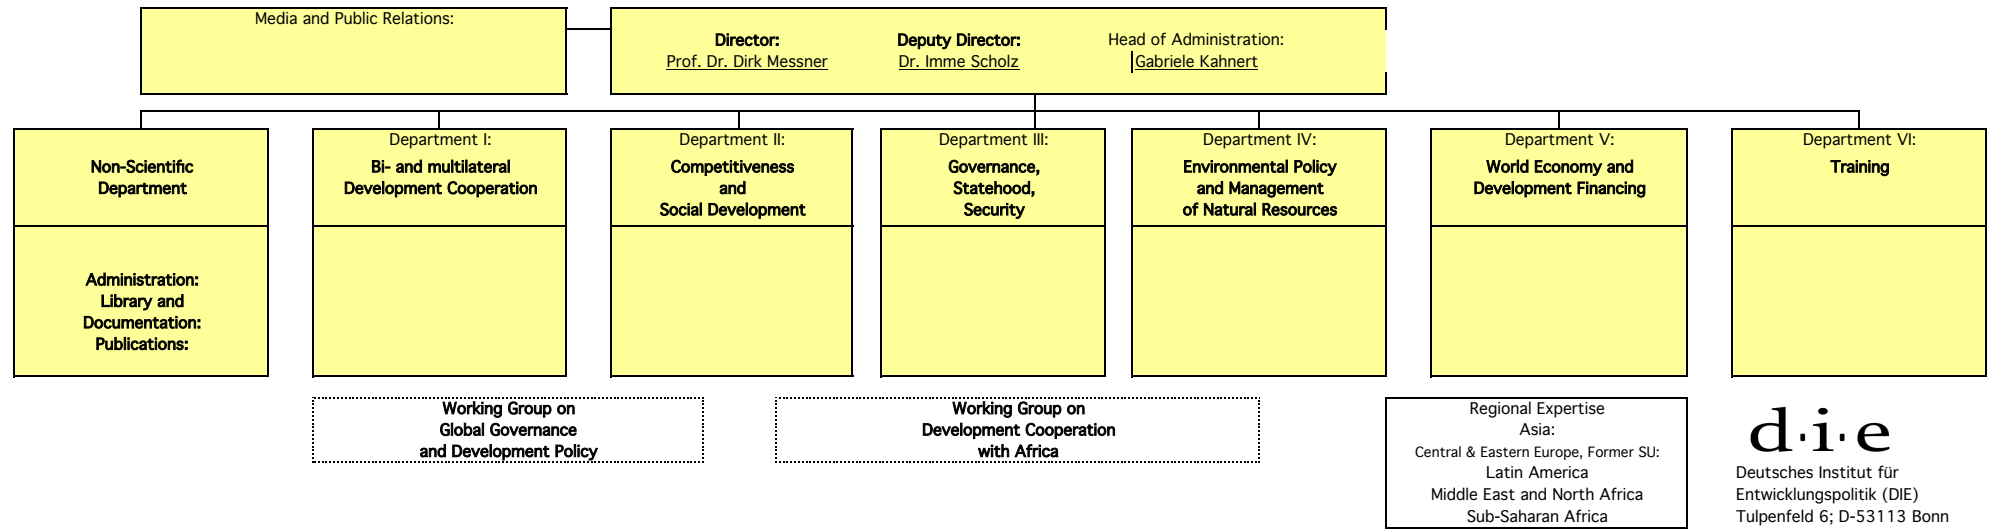 Media and Public Relations:
Director:
Prof. Dr. Dirk Messner
Deputy Director:
Dr. Imme Scholz
Head of Administration:
Gabriele Kahnert
Non-Scientific
Department
Administration:
Library and
Documentation:
Publications:
Department I:
Bi- and multilateral
Development Cooperation
Department II:
Competitiveness
and
Social Development
Department III:
Governance,
Statehood,
Security
Department IV:
Environmental Policy
and Management
of Natural Resources
Department V:
World Economy and
Development Financing
Department VI:
Training
Working Group on
Global Governance
and Development Policy
Working Group on
Development Cooperation
with Africa
Regional Expertise
Asia:
Central & Eastern Europe, Former SU:
Latin America
Middle East and North Africa
Sub-Saharan Africa
d·i·e
Deutsches Institut für
Entwicklungspolitik (DIE)
Tulpenfeld 6; D-53113 Bonn